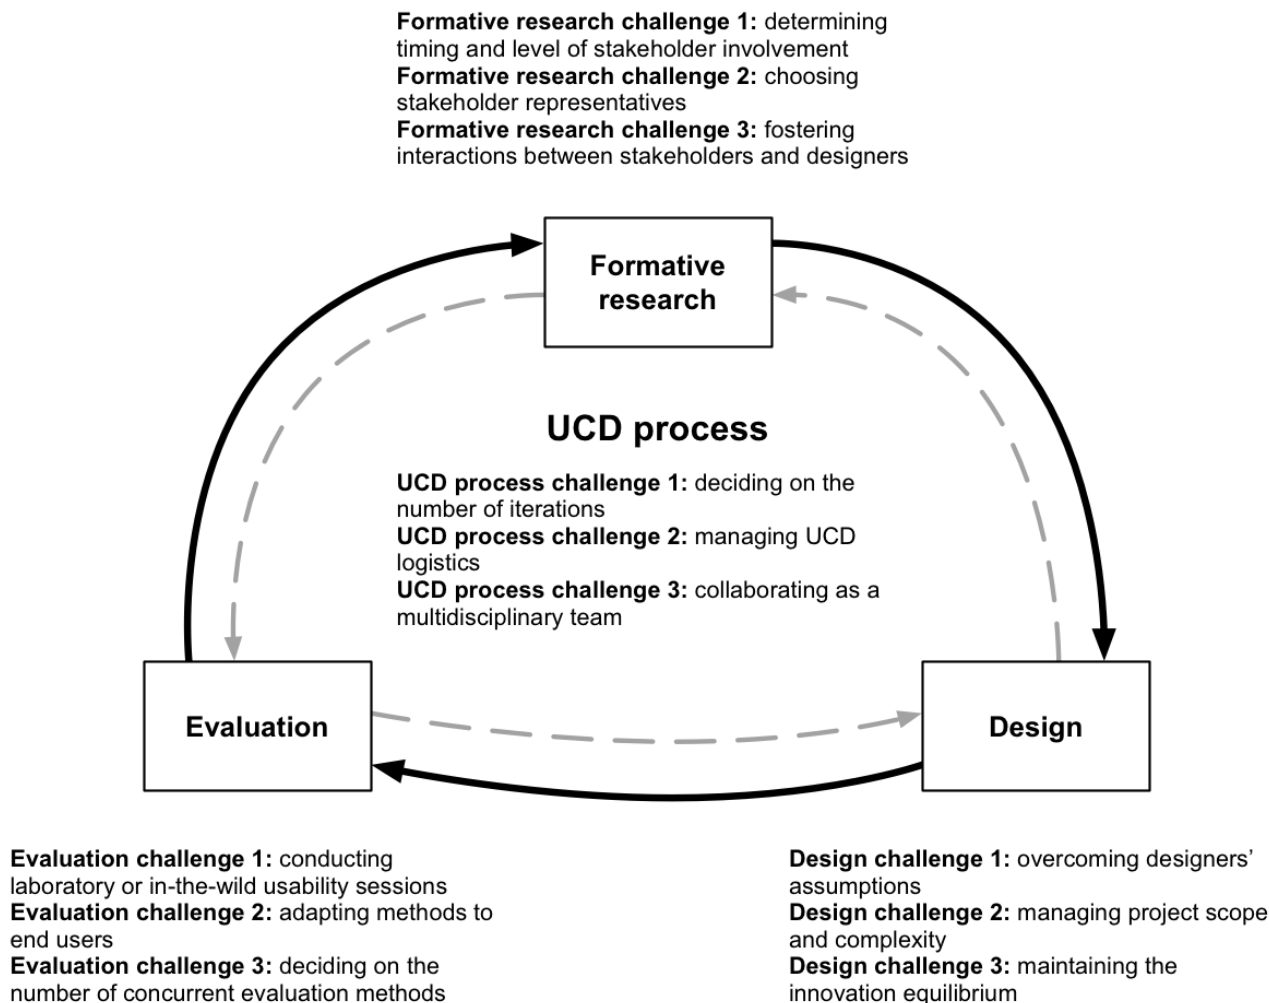 Formative research challenge 1: determining
timing and level of stakeholder involvement
Formative research challenge 2: choosing
stakeholder representatives
Formative research challenge 3: fostering
interactions between stakeholders and designers
Formative
research
UCD process
UCD process challenge 1: deciding on the
number of iterations
UCD process challenge 2: managing UCD
logistics
UCD process challenge 3: collaborating as a
multidisciplinary team
Evaluation
Design
Evaluation challenge 1: conducting
laboratory or in-the-wild usability sessions
Evaluation challenge 2: adapting methods to
end users
Evaluation challenge 3: deciding on the
number of concurrent evaluation methods
Design challenge 1: overcoming designers’
assumptions
Design challenge 2: managing project scope
and complexity
Design challenge 3: maintaining the
innovation equilibrium